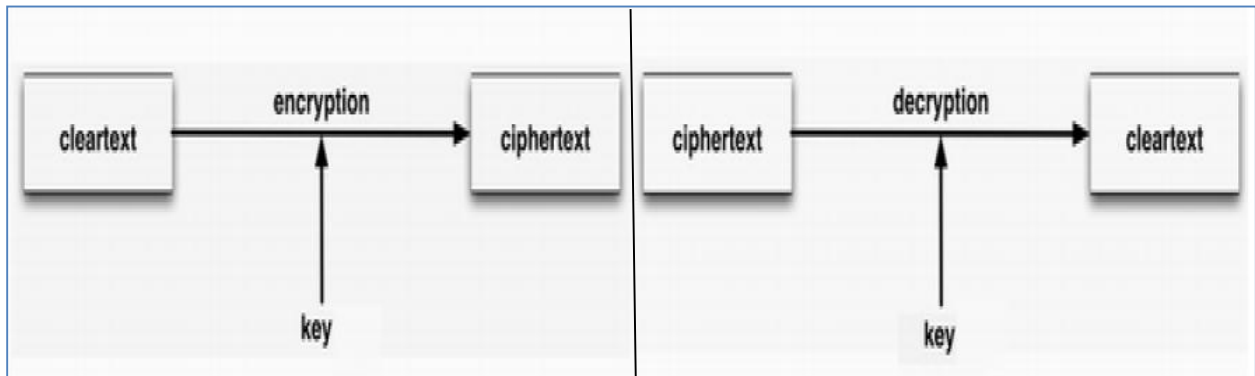 encryption
cleartext
ciphertext
key
decryption
ciphertext
cleartext
key